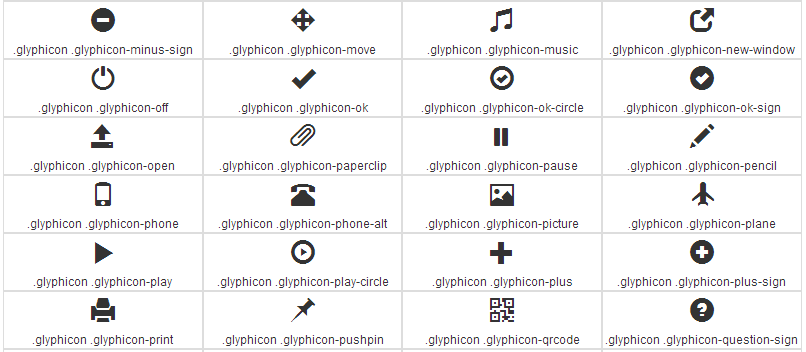 .glyphicon .glyphicon-minus-sign .glyphicon .glyphicon-move .glyphicon .glyphicon-music .glyphicon .glyphicon-new-window
.glyphicon .glyphicon-off .glyphicon .glyphicon-ok .glyphicon .glyphicon-ok-circle .glyphicon .glyphicon-ok-sign
.glyphicon .glyphicon-open .glyphicon .glyphicon-paperclip .glyphicon .glyphicon-pause .glyphicon .glyphicon-pencil
.glyphicon .glyphicon-phone .glyphicon .glyphicon-phone-alt .glyphicon .glyphicon-picture .glyphicon .glyphicon-plane
.glyphicon .glyphicon-play .glyphicon .glyphicon-play-circle .glyphicon .glyphicon-plus .glyphicon .glyphicon-plus-sign
.glyphicon .glyphicon-print .glyphicon .glyphicon-pushpin .glyphicon .glyphicon-qrcode .glyphicon .glyphicon-question-sign